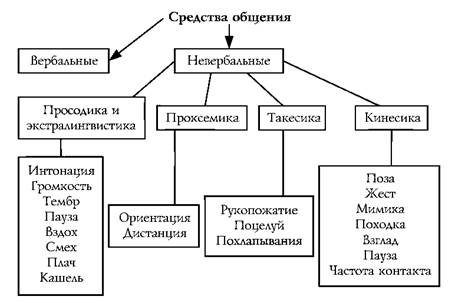 Средства общения
Вербальные
Невербальные
Просодика и
экстралингвистика
Проксемика
Такесика
Кинесика
Интонация
Громкость
Тембр
Пауза
Вздох
Смех
Плач
Кашель
Ориентация
Дистанция
Рукопожатие
Поцелуй
Похлапывания
Поза
Жест
Мимика
Походка
Взглад
Пауза
Частота контакта